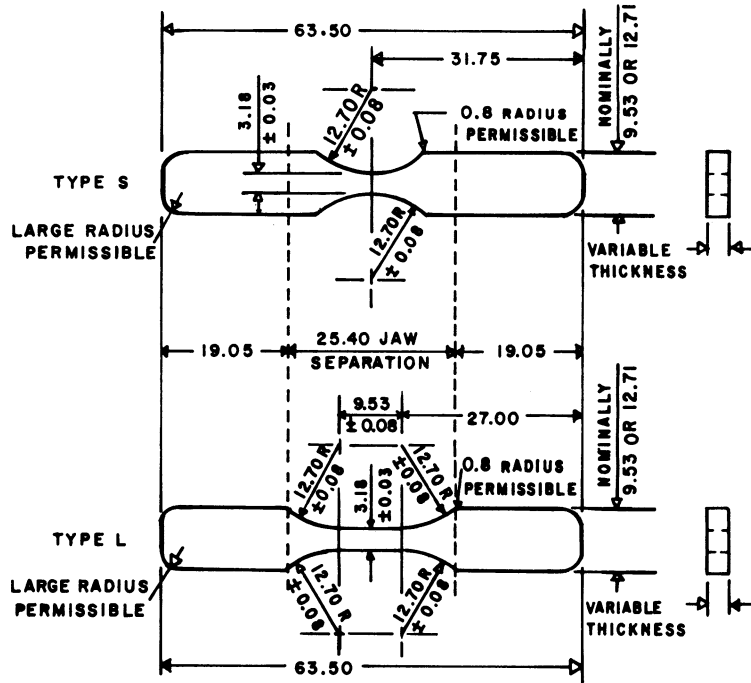 63.50
31.75
NOMINALLY
9.53 OR 12.71
3.18
± 0.03
12.70 R
± 0.08
0.8 RADIUS
PERMISSIBLE
TYPE S
LARGE RADIUS
PERMISSIBLE
12.70 R
± 0.08
VARIABLE
THICKNESS
19.05
25.40 JAW
SEPARATION
19.05
9.53
± 0.08
27.00
NOMINALLY
9.53 OR 12.71
12.70 R
± 0.08
3.18
± 0.03
12.70 R
± 0.08
0.8 RADIUS
PERMISSIBLE
TYPE L
LARGE RADIUS
PERMISSIBLE
12.70 R
± 0.08
12.70 R
± 0.08
VARIABLE
THICKNESS
63.50